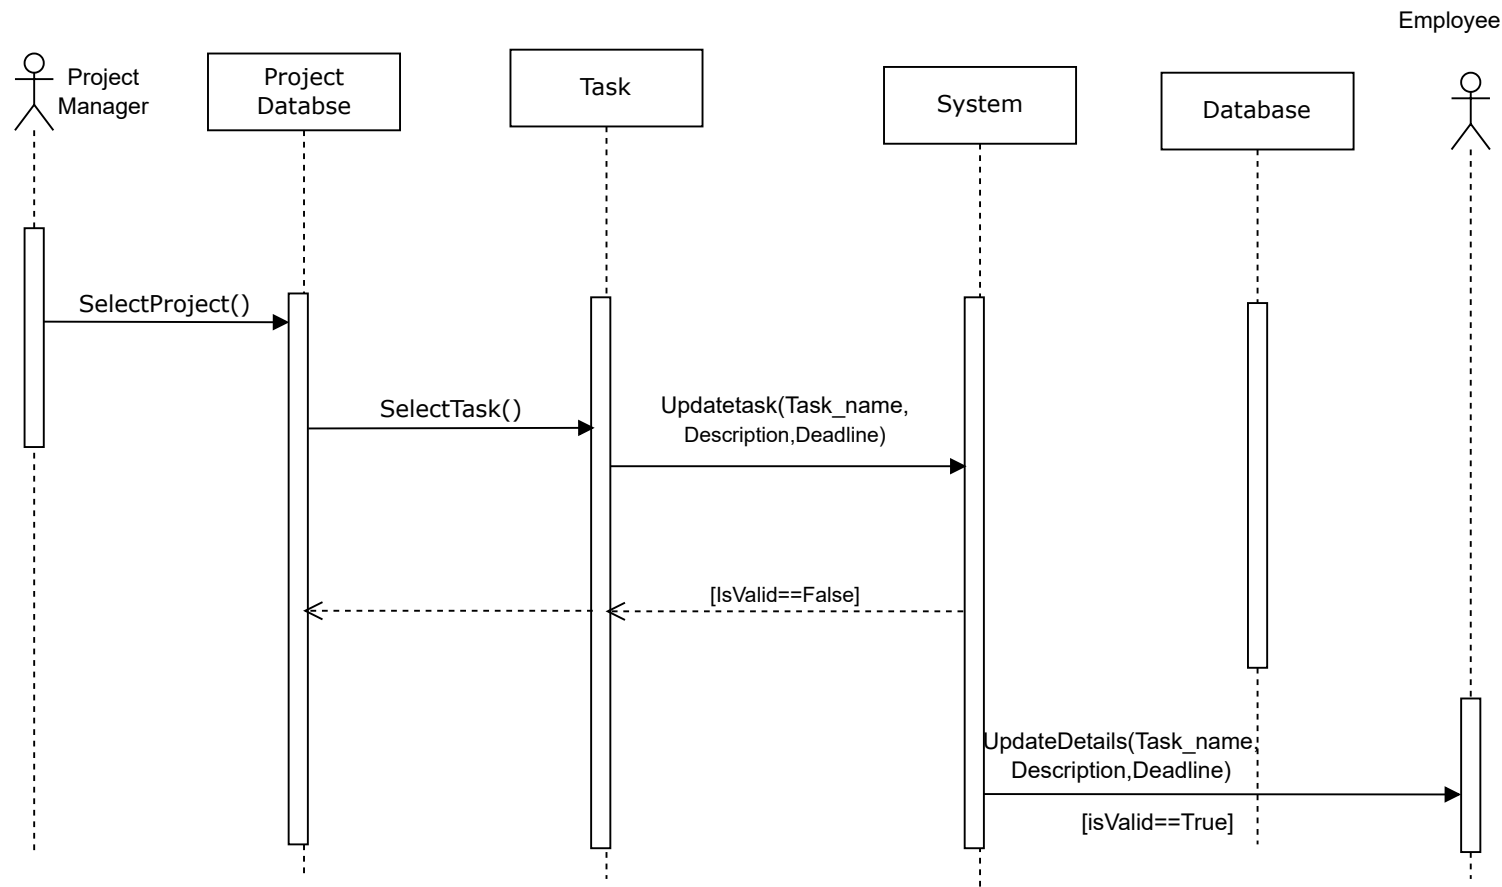 Employee
Project
Manager
Project
Databse
Task
System
Database
SelectProject()
SelectTask()
Updatetask(Task_name,
Description,Deadline)
[IsValid==False]
UpdateDetails(Task_name,
Description,Deadline)
[isValid==True]